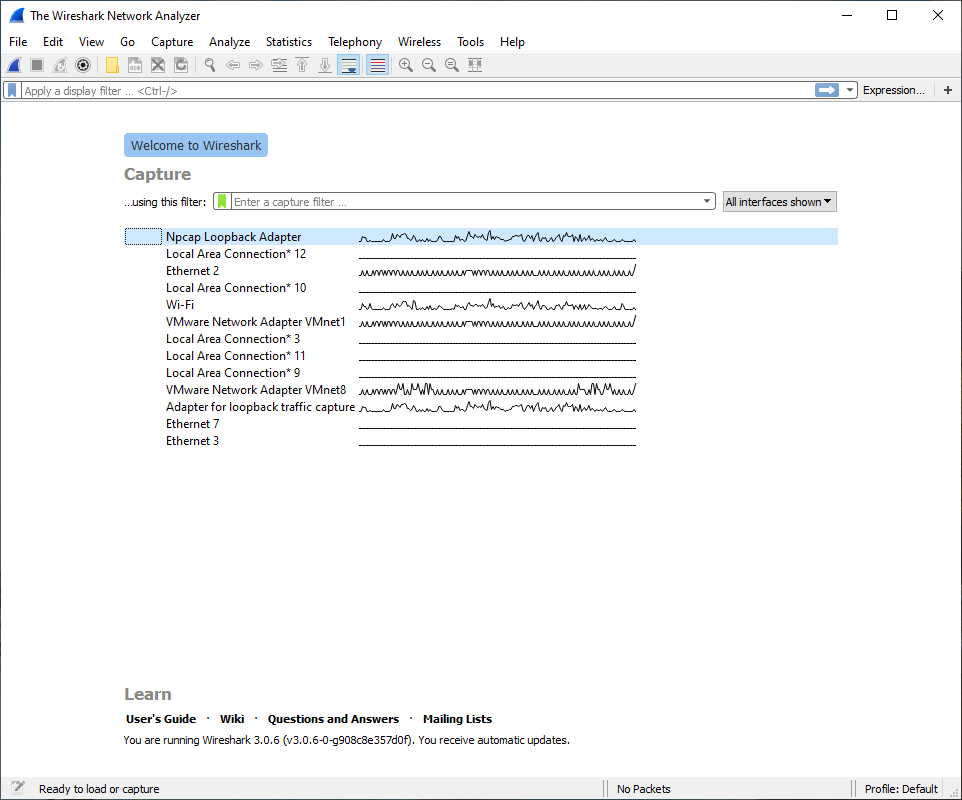 The Wireshark Network Analyzer
File Edit View Go Capture Analyze Statistics Telephony Wireless Tools Help
Apply a display filter ... <Ctrl-/> Expression... +
Welcome to Wireshark
Capture
...using this filter: Enter a capture filter ... All interfaces shown
Npcap Loopback Adapter
Local Area Connection* 12
Ethernet 2
Local Area Connection* 10
Wi-Fi
VMware Network Adapter VMnet1
Local Area Connection* 3
Local Area Connection* 11
Local Area Connection* 9
VMware Network Adapter VMnet8
Adapter for loopback traffic capture
Ethernet 7
Ethernet 3
Learn
User's Guide · Wiki · Questions and Answers · Mailing Lists
You are running Wireshark 3.0.6 (v3.0.6-0-g908c8e357d0f). You receive automatic updates.
Ready to load or capture No Packets Profile: Default